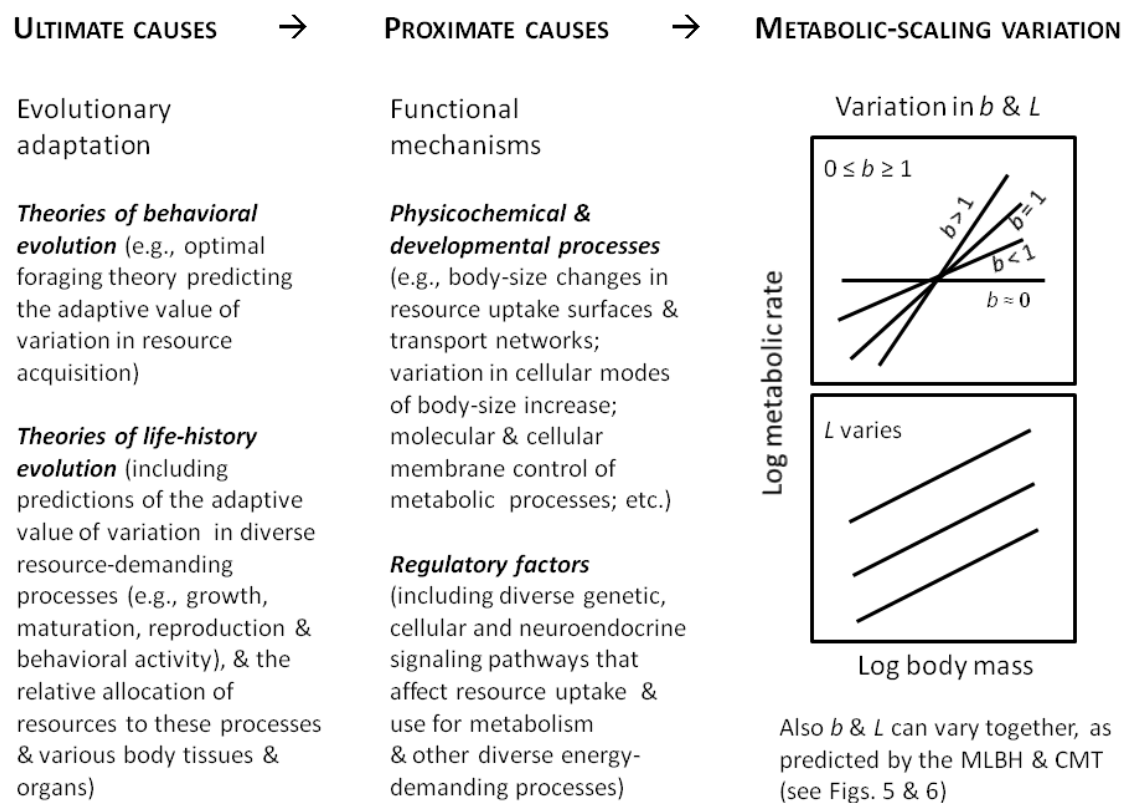 ULTIMATE CAUSES →
Evolutionary
adaptation
Theories of behavioral
evolution (e.g., optimal
foraging theory predicting
the adaptive value of
variation in resource
acquisition)
Theories of life-history
evolution (including
predictions of the adaptive
value of variation in diverse
resource-demanding
processes (e.g., growth,
maturation, reproduction &
behavioral activity), & the
relative allocation of
resources to these processes
& various body tissues &
organs)
PROXIMATE CAUSES →
Functional
mechanisms
Physicochemical &
developmental processes
(e.g., body-size changes in
resource uptake surfaces &
transport networks;
variation in cellular modes
of body-size increase;
molecular & cellular
membrane control of
metabolic processes; etc.)
Regulatory factors
(including diverse genetic,
cellular and neuroendocrine
signaling pathways that
affect resource uptake &
use for metabolism
& other diverse energy-
demanding processes)
METABOLIC-SCALING VARIATION
Variation in b & L
0 ≤ b ≥ 1
b > 1
b = 1
b < 1
b ≈ 0
Log metabolic rate
L varies
Log body mass
Also b & L can vary together, as
predicted by the MLBH & CMT
(see Figs. 5 & 6)